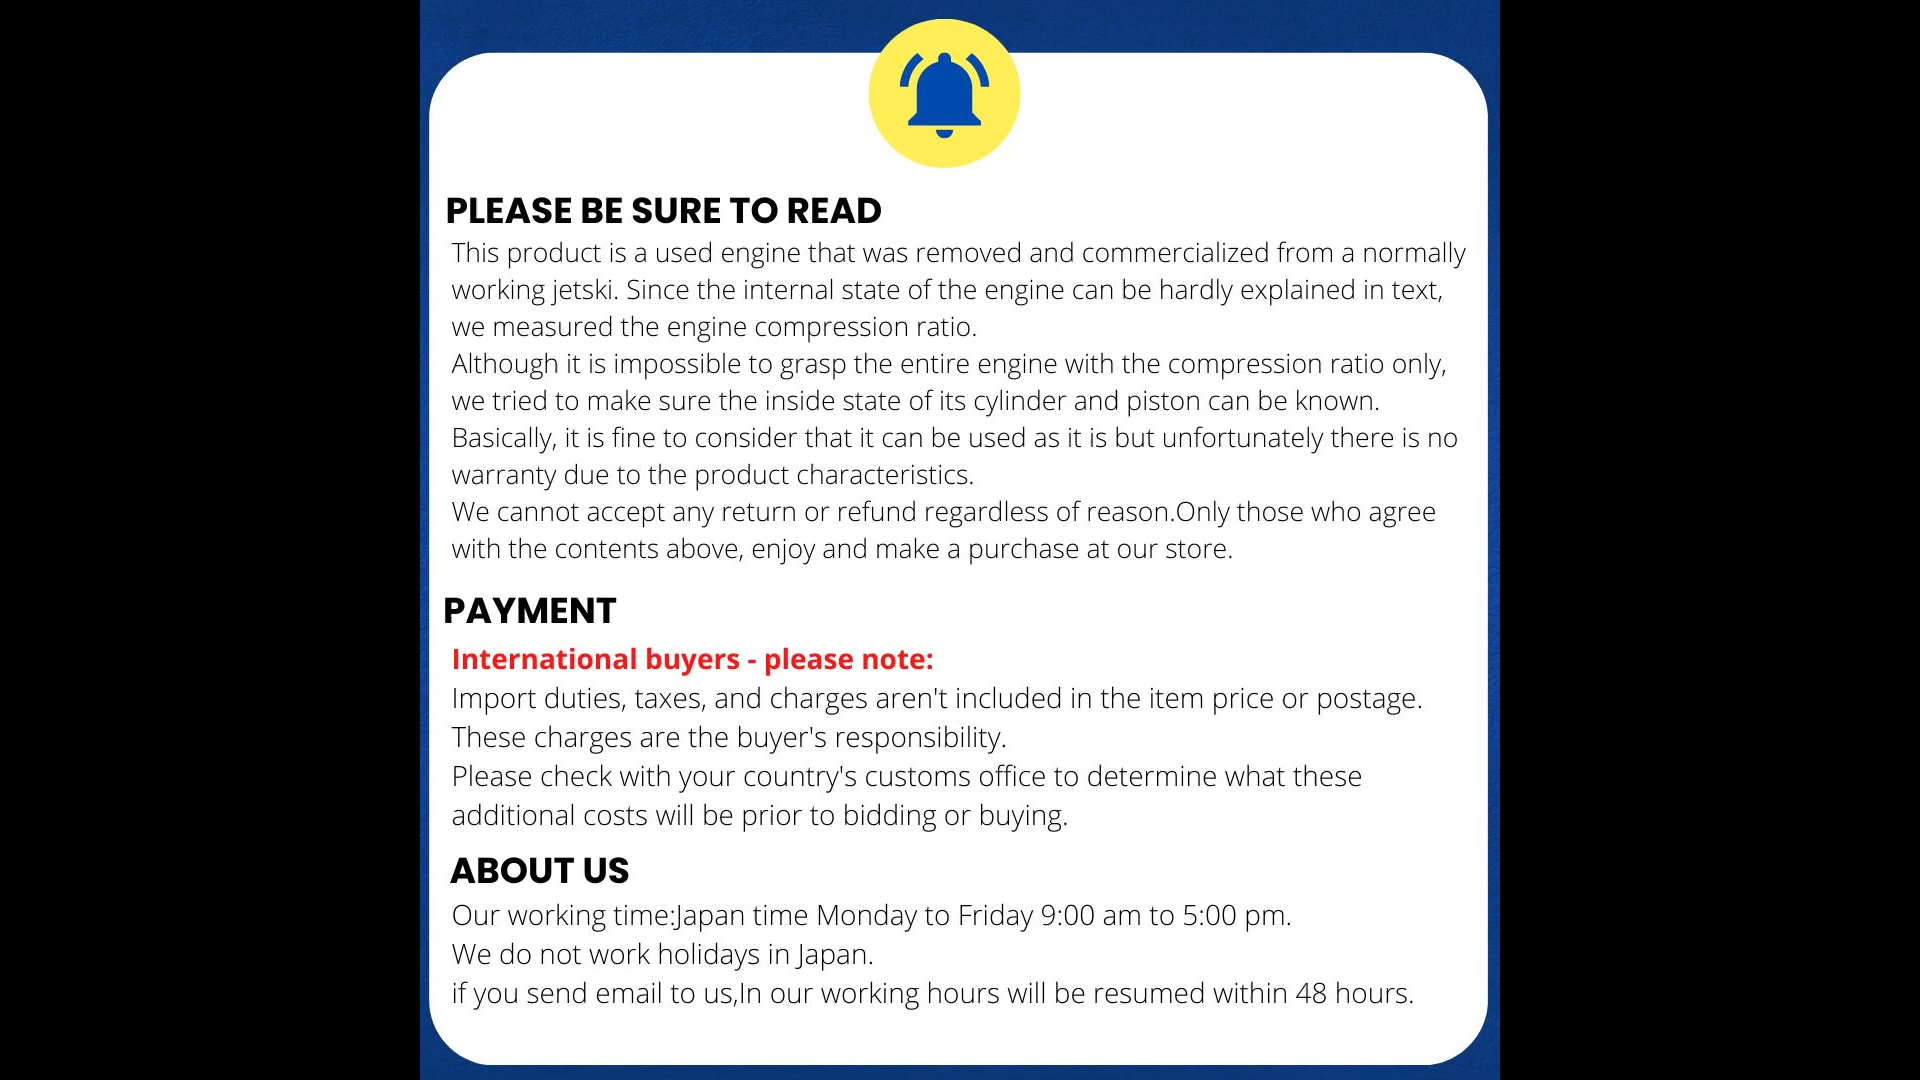 PLEASE BE SURE TO READ
This product is a used engine that was removed and commercialized from a normally
working jetski. Since the internal state of the engine can be hardly explained in text,
we measured the engine compression ratio.
Although it is impossible to grasp the entire engine with the compression ratio only,
we tried to make sure the inside state of its cylinder and piston can be known.
Basically, it is fine to consider that it can be used as it is but unfortunately there is no
warranty due to the product characteristics.
We cannot accept any return or refund regardless of reason.Only those who agree
with the contents above, enjoy and make a purchase at our store.
PAYMENT
International buyers - please note:
Import duties, taxes, and charges aren't included in the item price or postage.
These charges are the buyer's responsibility.
Please check with your country's customs office to determine what these
additional costs will be prior to bidding or buying.
ABOUT US
Our working time:Japan time Monday to Friday 9:00 am to 5:00 pm.
We do not work holidays in Japan.
if you send email to us,In our working hours will be resumed within 48 hours.